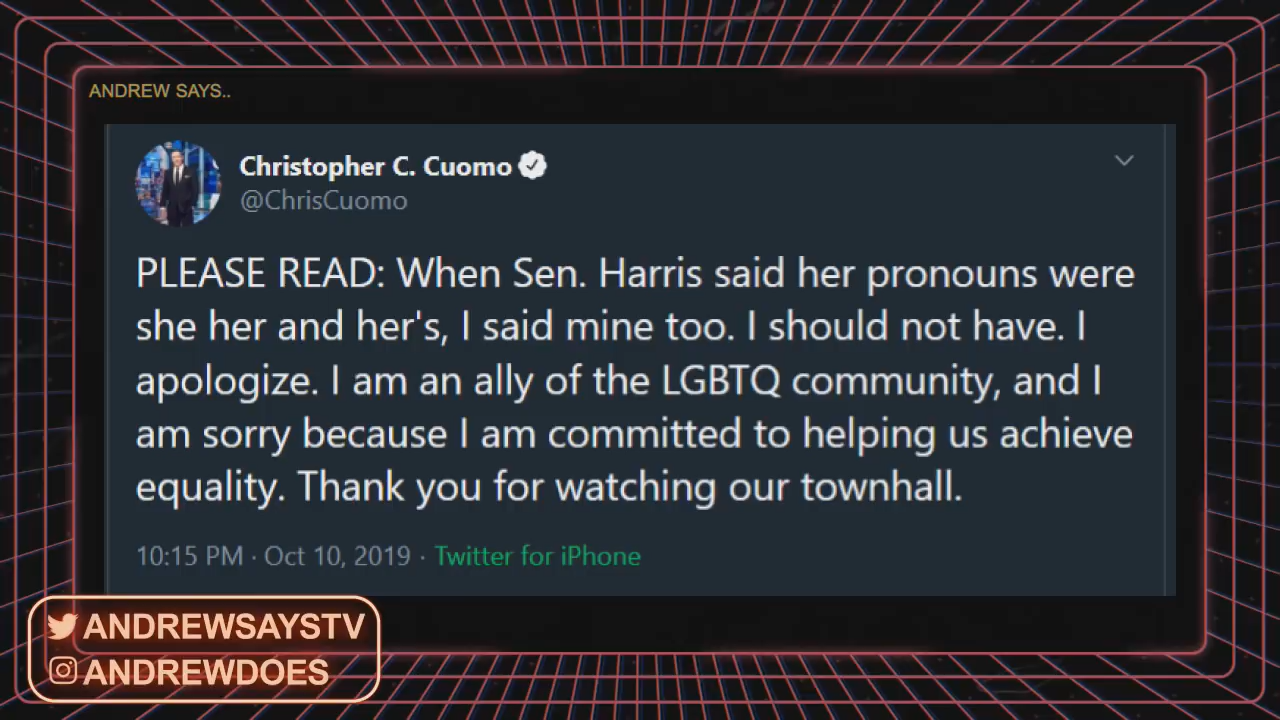 ANDREW SAYS..
Christopher C. Cuomo
@ChrisCuomo
PLEASE READ: When Sen. Harris said her pronouns were
she her and her's, I said mine too. I should not have. I
apologize. I am an ally of the LGBTQ community, and I
am sorry because I am committed to helping us achieve
equality. Thank you for watching our townhall.
10:15 PM · Oct 10, 2019 · Twitter for iPhone
ANDREWSAYSTV
ANDREWDOES